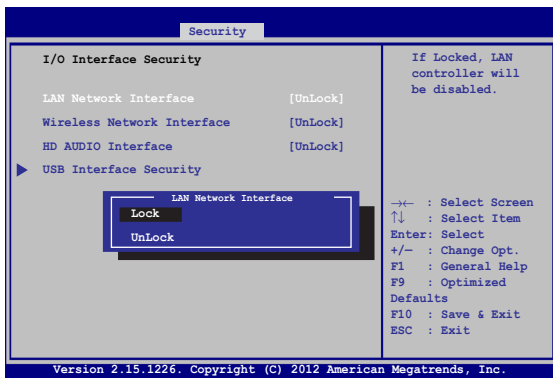 Security
I/O Interface Security
LAN Network Interface [UnLock]
Wireless Network Interface [UnLock]
HD AUDIO Interface [UnLock]
USB Interface Security
LAN Network Interface
Lock
UnLock
If Locked, LAN
controller will
be disabled.
→← : Select Screen
↑↓ : Select Item
Enter: Select
+/— : Change Opt.
F1 : General Help
F9 : Optimized
Defaults
F10 : Save & Exit
ESC : Exit
Version 2.15.1226. Copyright (C) 2012 American Megatrends, Inc.